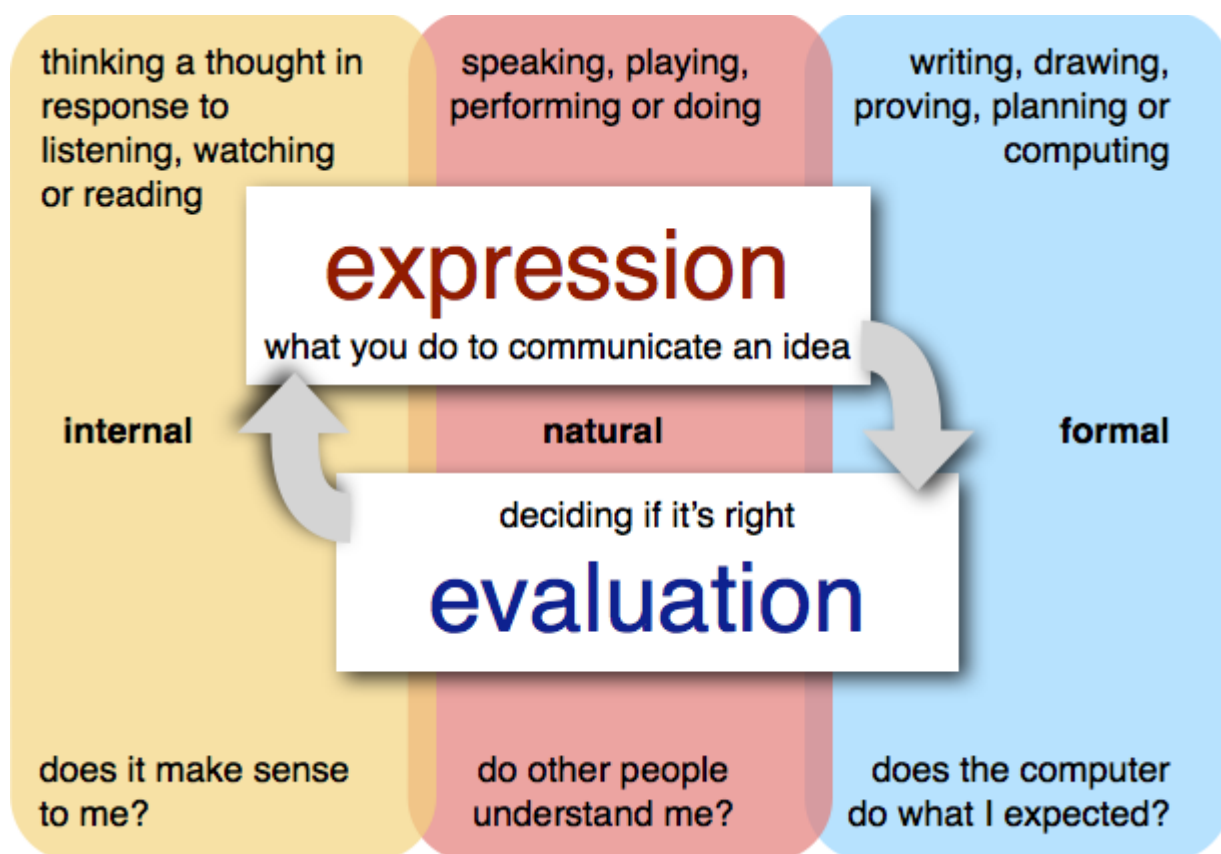 thinking a thought in
response to
listening, watching
or reading
speaking, playing,
performing or doing
writing, drawing,
proving, planning or
computing
expression
what you do to communicate an idea
internal
natural
formal
deciding if it's right
evaluation
does it make sense
to me?
do other people
understand me?
does the computer
do what I expected?